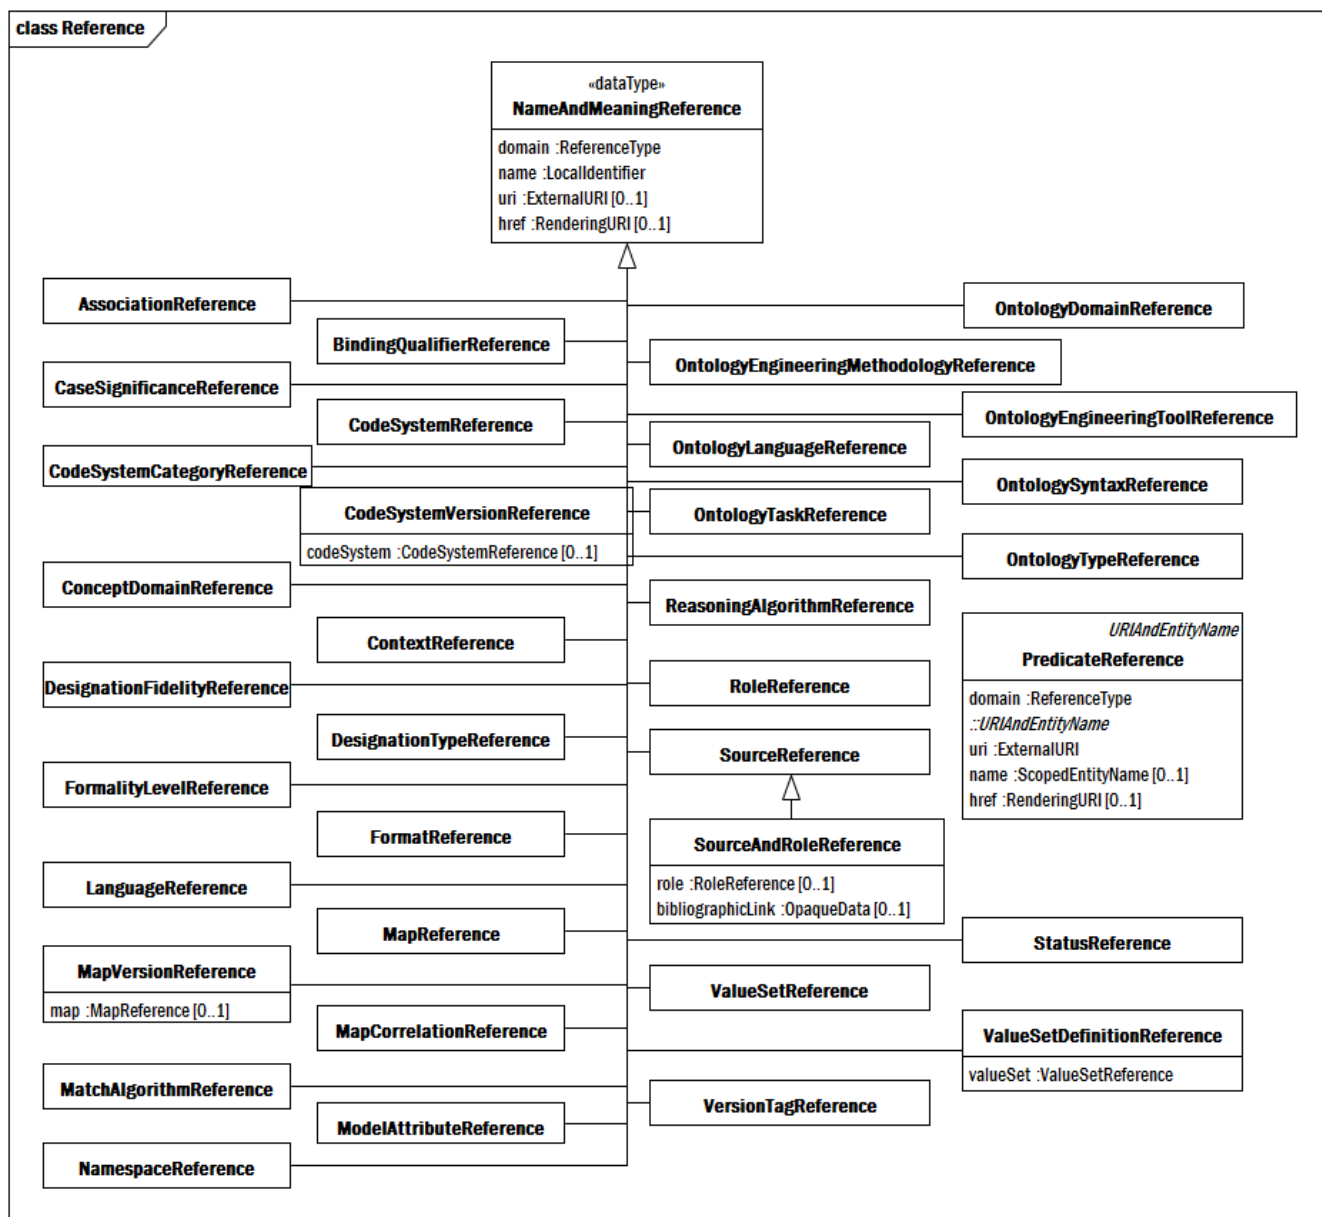 class Reference
«dataType»
NameAndMeaningReference
domain :ReferenceType
name :LocalIdentifier
uri :ExternalURI [0..1]
href :RenderingURI [0..1]
AssociationReference
OntologyDomainReference
BindingQualifierReference
OntologyEngineeringMethodologyReference
CaseSignificanceReference
CodeSystemReference
OntologyEngineeringToolReference
OntologyLanguageReference
CodeSystemCategoryReference
OntologySyntaxReference
CodeSystemVersionReference
codeSystem :CodeSystemReference [0..1]
OntologyTaskReference
OntologyTypeReference
ConceptDomainReference
ReasoningAlgorithmReference
ContextReference
URIAndEntityName
PredicateReference
domain :ReferenceType
::URIAndEntityName
uri :ExternalURI
name :ScopedEntityName [0..1]
href :RenderingURI [0..1]
DesignationFidelityReference
RoleReference
DesignationTypeReference
SourceReference
FormalityLevelReference
FormatReference
SourceAndRoleReference
role :RoleReference [0..1]
bibliographicLink :OpaqueData [0..1]
LanguageReference
MapReference
StatusReference
MapVersionReference
map :MapReference [0..1]
ValueSetReference
MapCorrelationReference
ValueSetDefinitionReference
valueSet :ValueSetReference
MatchAlgorithmReference
VersionTagReference
ModelAttributeReference
NamespaceReference